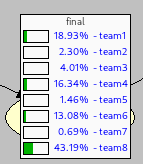 final
18.93% - team1
2.30% - team2
4.01% - team3
16.34% - team4
1.46% - team5
13.08% - team6
0.69% - team7
43.19% - team8